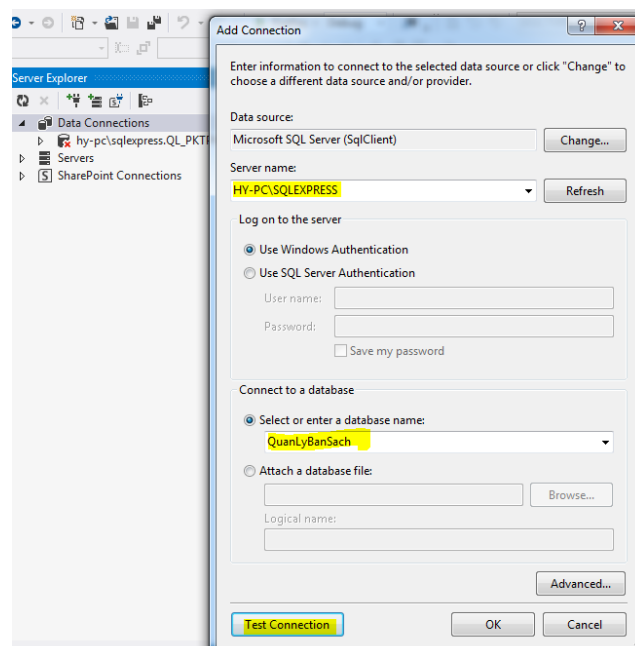 Add Connection
Server Explorer
Data Connections
hy-pc\sqlexpress.QL_PKT
Servers
SharePoint Connections
Enter information to connect to the selected data source or click "Change" to
choose a different data source and/or provider.
Data source:
Microsoft SQL Server (SqlClient)
Change...
Server name:
HY-PC\SQLEXPRESS
Refresh
Log on to the server
Use Windows Authentication
Use SQL Server Authentication
User name:
Password:
Save my password
Connect to a database
Select or enter a database name:
QuanLyBanSach
Attach a database file:
Browse...
Logical name:
Advanced...
Test Connection
OK
Cancel